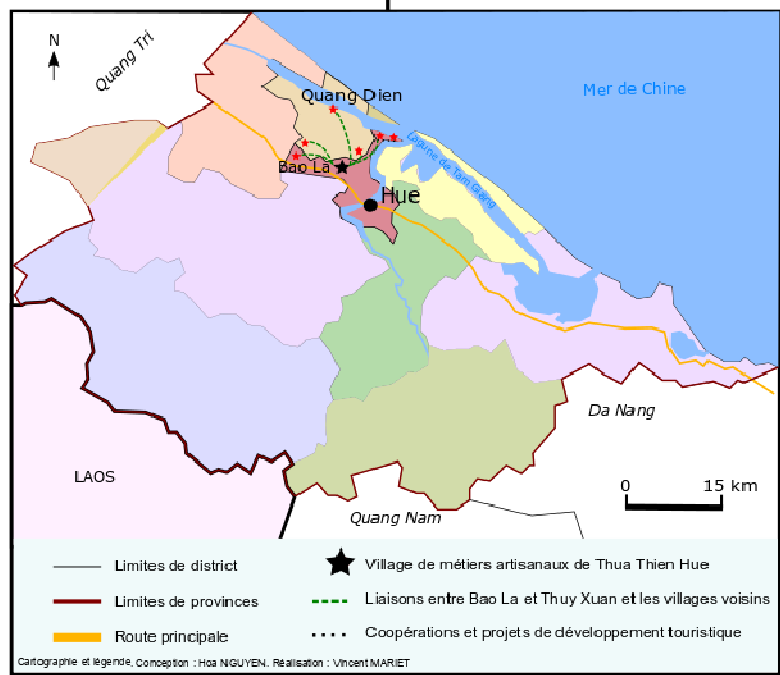 N
Quang Tri
Mer de Chine
Quang Dien
Lagune de Tam Giang
Bao La
Hue
Da Nang
LAOS
0 15 km
Quang Nam
Limites de district
Village de métiers artisanaux de Thua Thien Hue
Limites de provinces
Liaisons entre Bao La et Thuy Xuan et les villages voisins
Route principale
Coopérations et projets de développement touristique
Cartographie et légende, Conception : Hoa NGUYEN. Réalisation : Vincent MARIET